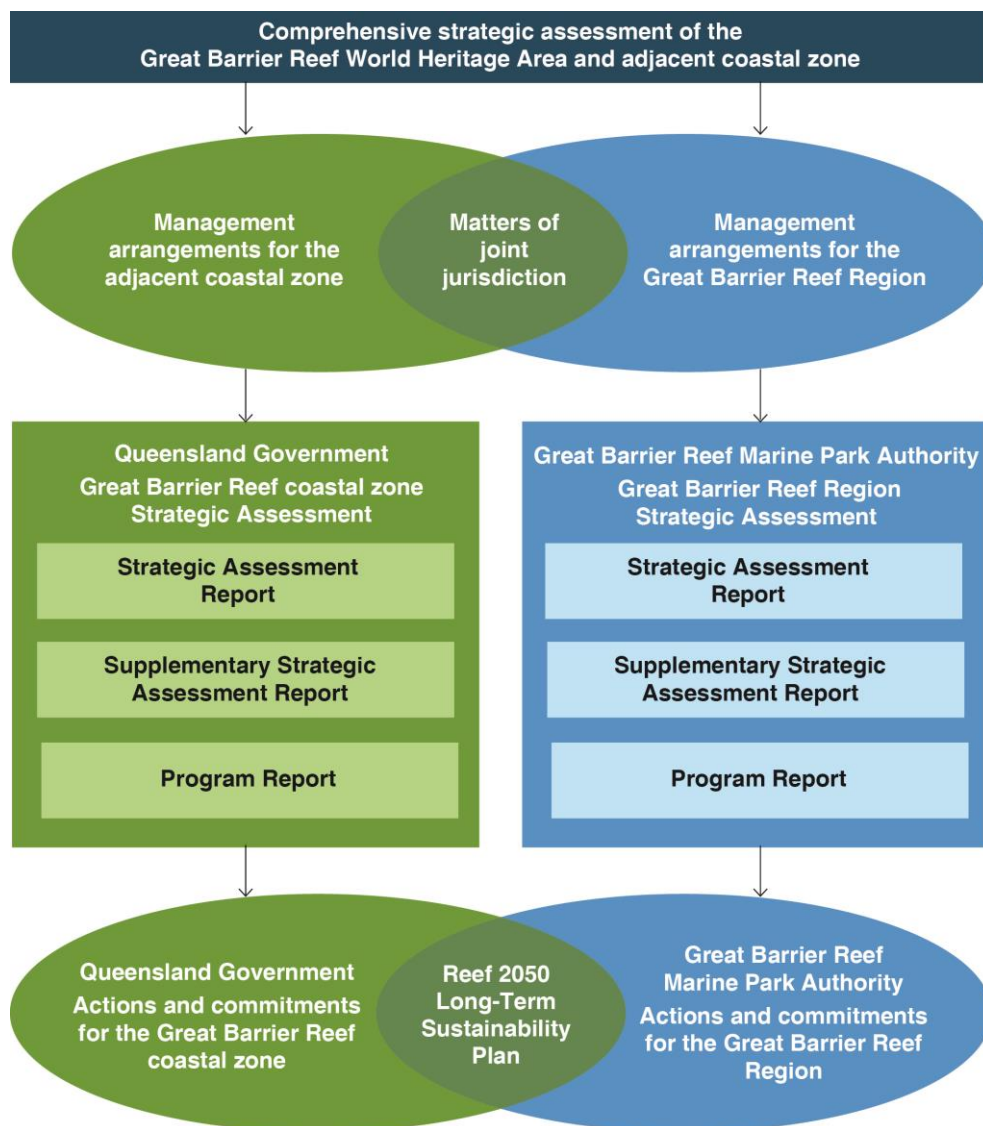 Comprehensive strategic assessment of the
Great Barrier Reef World Heritage Area and adjacent coastal zone
Management
arrangements for the
adjacent coastal zone
Matters of
joint
jurisdiction
Management
arrangements for the
Great Barrier Reef Region
Queensland Government
Great Barrier Reef coastal zone
Strategic Assessment
Strategic Assessment
Report
Supplementary Strategic
Assessment Report
Program Report
Great Barrier Reef Marine Park Authority
Great Barrier Reef Region
Strategic Assessment
Strategic Assessment
Report
Supplementary Strategic
Assessment Report
Program Report
Queensland Government
Actions and commitments
for the Great Barrier Reef
coastal zone
Reef 2050
Long-Term
Sustainability
Plan
Great Barrier Reef
Marine Park Authority
Actions and commitments
for the Great Barrier Reef
Region